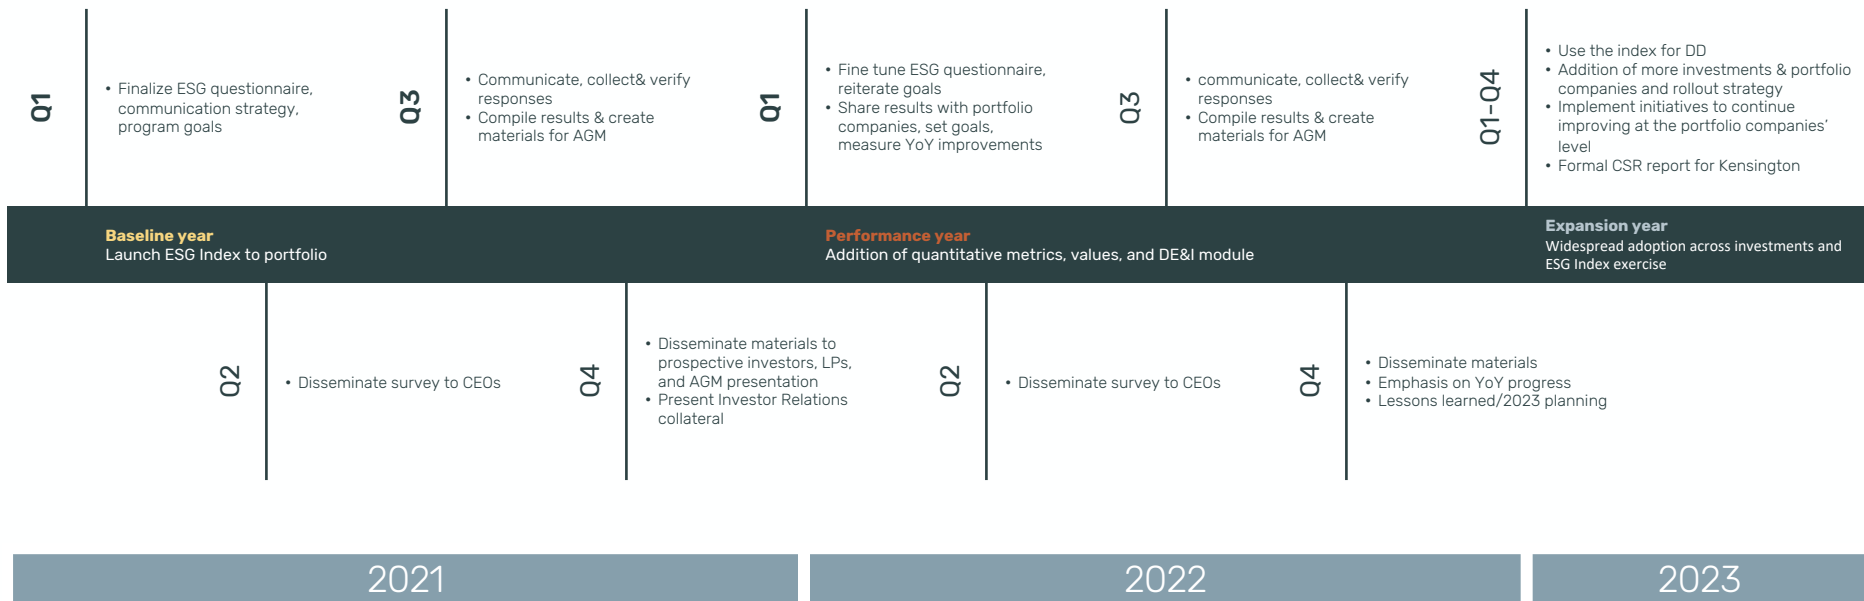 Q1
• Finalize ESG questionnaire,
communication strategy,
program goals
Q3
• Communicate, collect& verify
responses
• Compile results & create
materials for AGM
Q1
• Fine tune ESG questionnaire,
reiterate goals
• Share results with portfolio
companies, set goals,
measure YoY improvements
Q3
• communicate, collect& verify
responses
• Compile results & create
materials for AGM
Q1-Q4
• Use the index for DD
• Addition of more investments & portfolio
companies and rollout strategy
• Implement initiatives to continue
improving at the portfolio companies’
level
• Formal CSR report for Kensington
Baseline year
Launch ESG Index to portfolio
Performance year
Addition of quantitative metrics, values, and DE&I module
Expansion year
Widespread adoption across investments and
ESG Index exercise
Q2
• Disseminate survey to CEOs
Q4
• Disseminate materials to
prospective investors, LPs,
and AGM presentation
• Present Investor Relations
collateral
Q2
• Disseminate survey to CEOs
Q4
• Disseminate materials
• Emphasis on YoY progress
• Lessons learned/2023 planning
2021
2022
2023